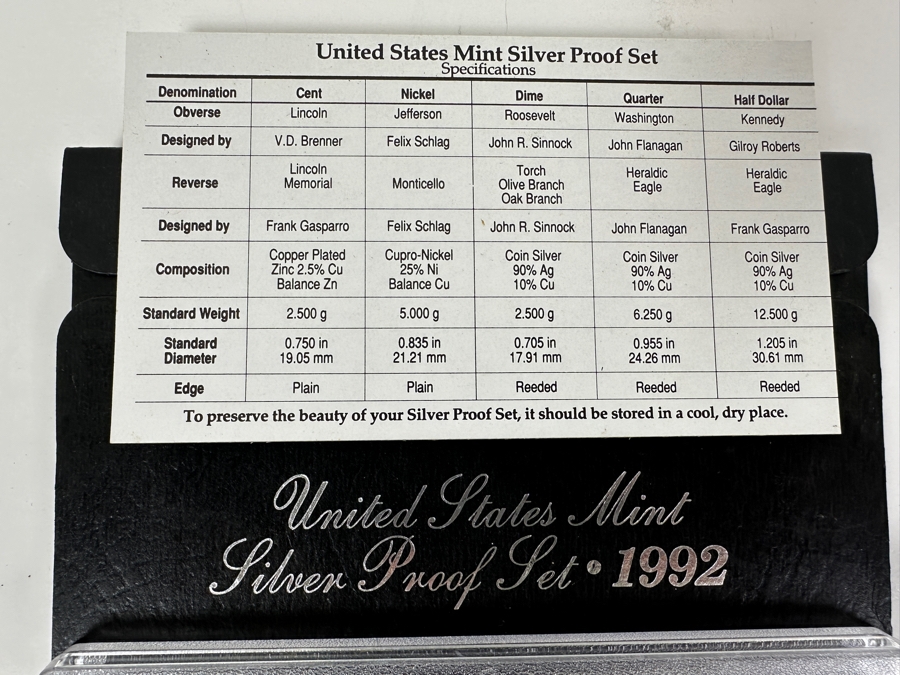 United States Mint Silver Proof Set
Specifications
Denomination Cent Nickel Dime Quarter Half Dollar
Obverse Lincoln Jefferson Roosevelt Washington Kennedy
Designed by V.D. Brenner Felix Schlag John R. Sinnock John Flanagan Gilroy Roberts
Reverse Lincoln Memorial Monticello Torch Olive Branch Oak Branch Heraldic Eagle Heraldic Eagle
Designed by Frank Gasparro Felix Schlag John R. Sinnock John Flanagan Frank Gasparro
Composition Copper Plated Zinc 2.5% Cu Balance Zn Cupro-Nickel 25% Ni Balance Cu Coin Silver 90% Ag 10% Cu Coin Silver 90% Ag 10% Cu Coin Silver 90% Ag 10% Cu
Standard Weight 2.500 g 5.000 g 2.500 g 6.250 g 12.500 g
Standard Diameter 0.750 in 19.05 mm 0.835 in 21.21 mm 0.705 in 17.91 mm 0.955 in 24.26 mm 1.205 in 30.61 mm
Edge Plain Plain Reeded Reeded Reeded
To preserve the beauty of your Silver Proof Set, it should be stored in a cool, dry place.
United States Mint
Silver Proof Set • 1992